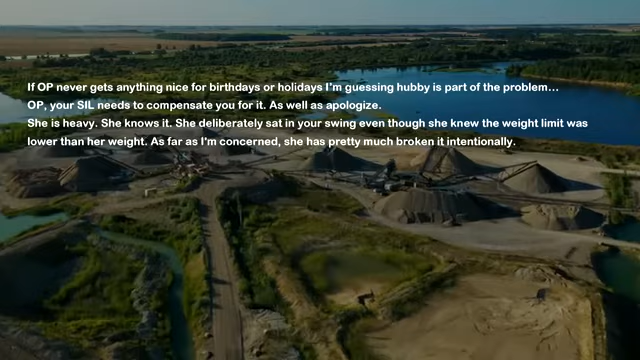 If OP never gets anything nice for birthdays or holidays I'm guessing hubby is part of the problem...
OP, your SIL needs to compensate you for it. As well as apologize.
She is heavy. She knows it. She deliberately sat in your swing even though she knew the weight limit was
lower than her weight. As far as I'm concerned, she has pretty much broken it intentionally.